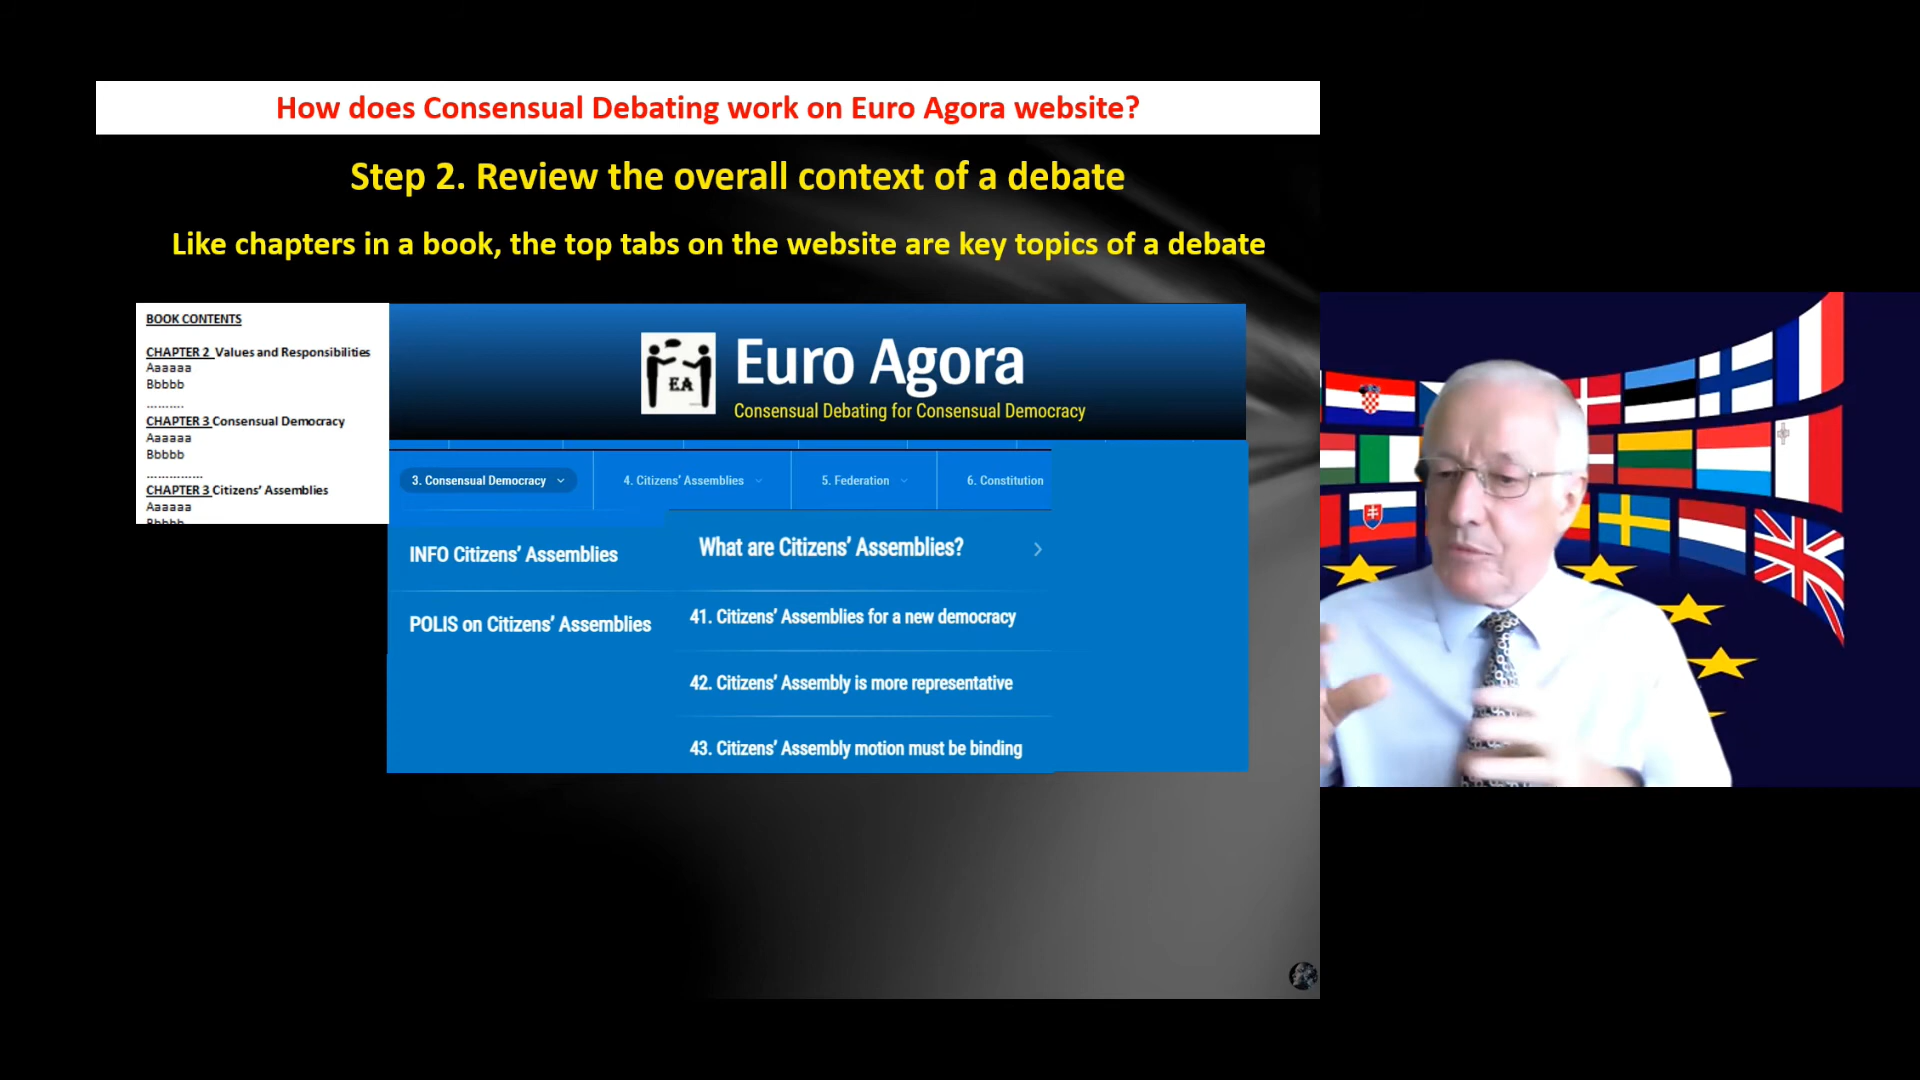 How does Consensual Debating work on Euro Agora website?
Step 2. Review the overall context of a debate
Like chapters in a book, the top tabs on the website are key topics of a debate
BOOK CONTENTS
CHAPTER 2 Values and Responsibilities
Aaaaaa
Bbbbb
..........
CHAPTER 3 Consensual Democracy
Aaaaaa
Bbbbb
...............
CHAPTER 3 Citizens' Assemblies
Aaaaaa
Bbbbb
EA
Euro Agora
Consensual Debating for Consensual Democracy
3. Consensual Democracy
4. Citizens' Assemblies
5. Federation
6. Constitution
INFO Citizens' Assemblies
POLIS on Citizens' Assemblies
What are Citizens' Assemblies?
41. Citizens' Assemblies for a new democracy
42. Citizens' Assembly is more representative
43. Citizens' Assembly motion must be binding